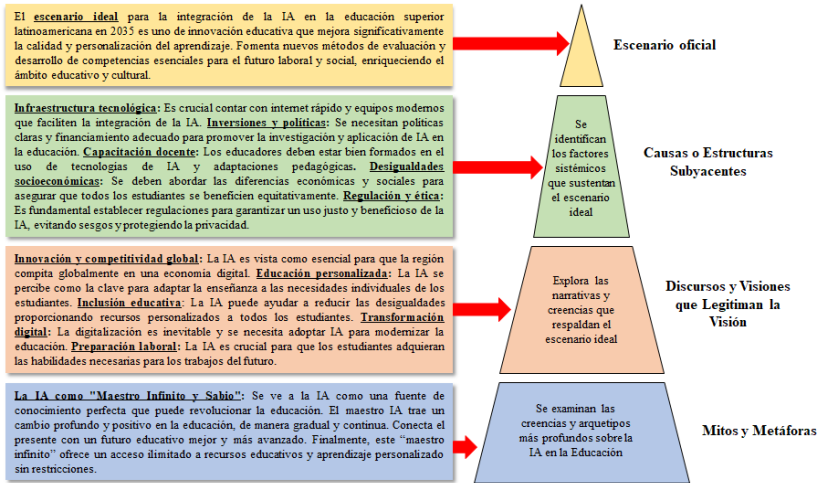 El escenario ideal para la integración de la IA en la educación superior
latinoamericana en 2035 es uno de innovación educativa que mejora significativamente
la calidad y personalización del aprendizaje. Fomenta nuevos métodos de evaluación y
desarrollo de competencias esenciales para el futuro laboral y social, enriqueciendo el
ámbito educativo y cultural.
Escenario oficial
Infraestructura tecnológica: Es crucial contar con internet rápido y equipos modernos
que faciliten la integración de la IA. Inversiones y políticas: Se necesitan políticas
claras y financiamiento adecuado para promover la investigación y aplicación de IA en
la educación. Capacitación docente: Los educadores deben estar bien formados en el
uso de tecnologías de IA y adaptaciones pedagógicas. Desigualdades
socioeconómicas: Se deben abordar las diferencias económicas y sociales para
asegurar que todos los estudiantes se beneficien equitativamente. Regulación y ética:
Es fundamental establecer regulaciones para garantizar un uso justo y beneficioso de la
IA, evitando sesgos y protegiendo la privacidad.
Se
identifican
los factores
sistémicos
que sustentan
el escenario
ideal
Causas o Estructuras
Subyacentes
Innovación y competitividad global: La IA es vista como esencial para que la región
compita globalmente en una economía digital. Educación personalizada: La IA se
percibe como la clave para adaptar la enseñanza a las necesidades individuales de los
estudiantes. Inclusión educativa: La IA puede ayudar a reducir las desigualdades
proporcionando recursos personalizados a todos los estudiantes. Transformación
digital: La digitalización es inevitable y se necesita adoptar IA para modernizar la
educación. Preparación laboral: La IA es crucial para que los estudiantes adquieran
las habilidades necesarias para los trabajos del futuro.
Explora las
narrativas y
creencias que
respaldan el
escenario ideal
Discursos y Visiones
que Legitiman la
Visión
La IA como "Maestro Infinito y Sabio": Se ve a la IA como una fuente de
conocimiento perfecta que puede revolucionar la educación. El maestro IA trae un
cambio profundo y positivo en la educación, de manera gradual y continua. Conecta el
presente con un futuro educativo mejor y más avanzado. Finalmente, este “maestro
infinito” ofrece un acceso ilimitado a recursos educativos y aprendizaje personalizado
sin restricciones.
Se examinan las
creencias y arquetipos
más profundos sobre la
IA en la Educación
Mitos y Metáforas